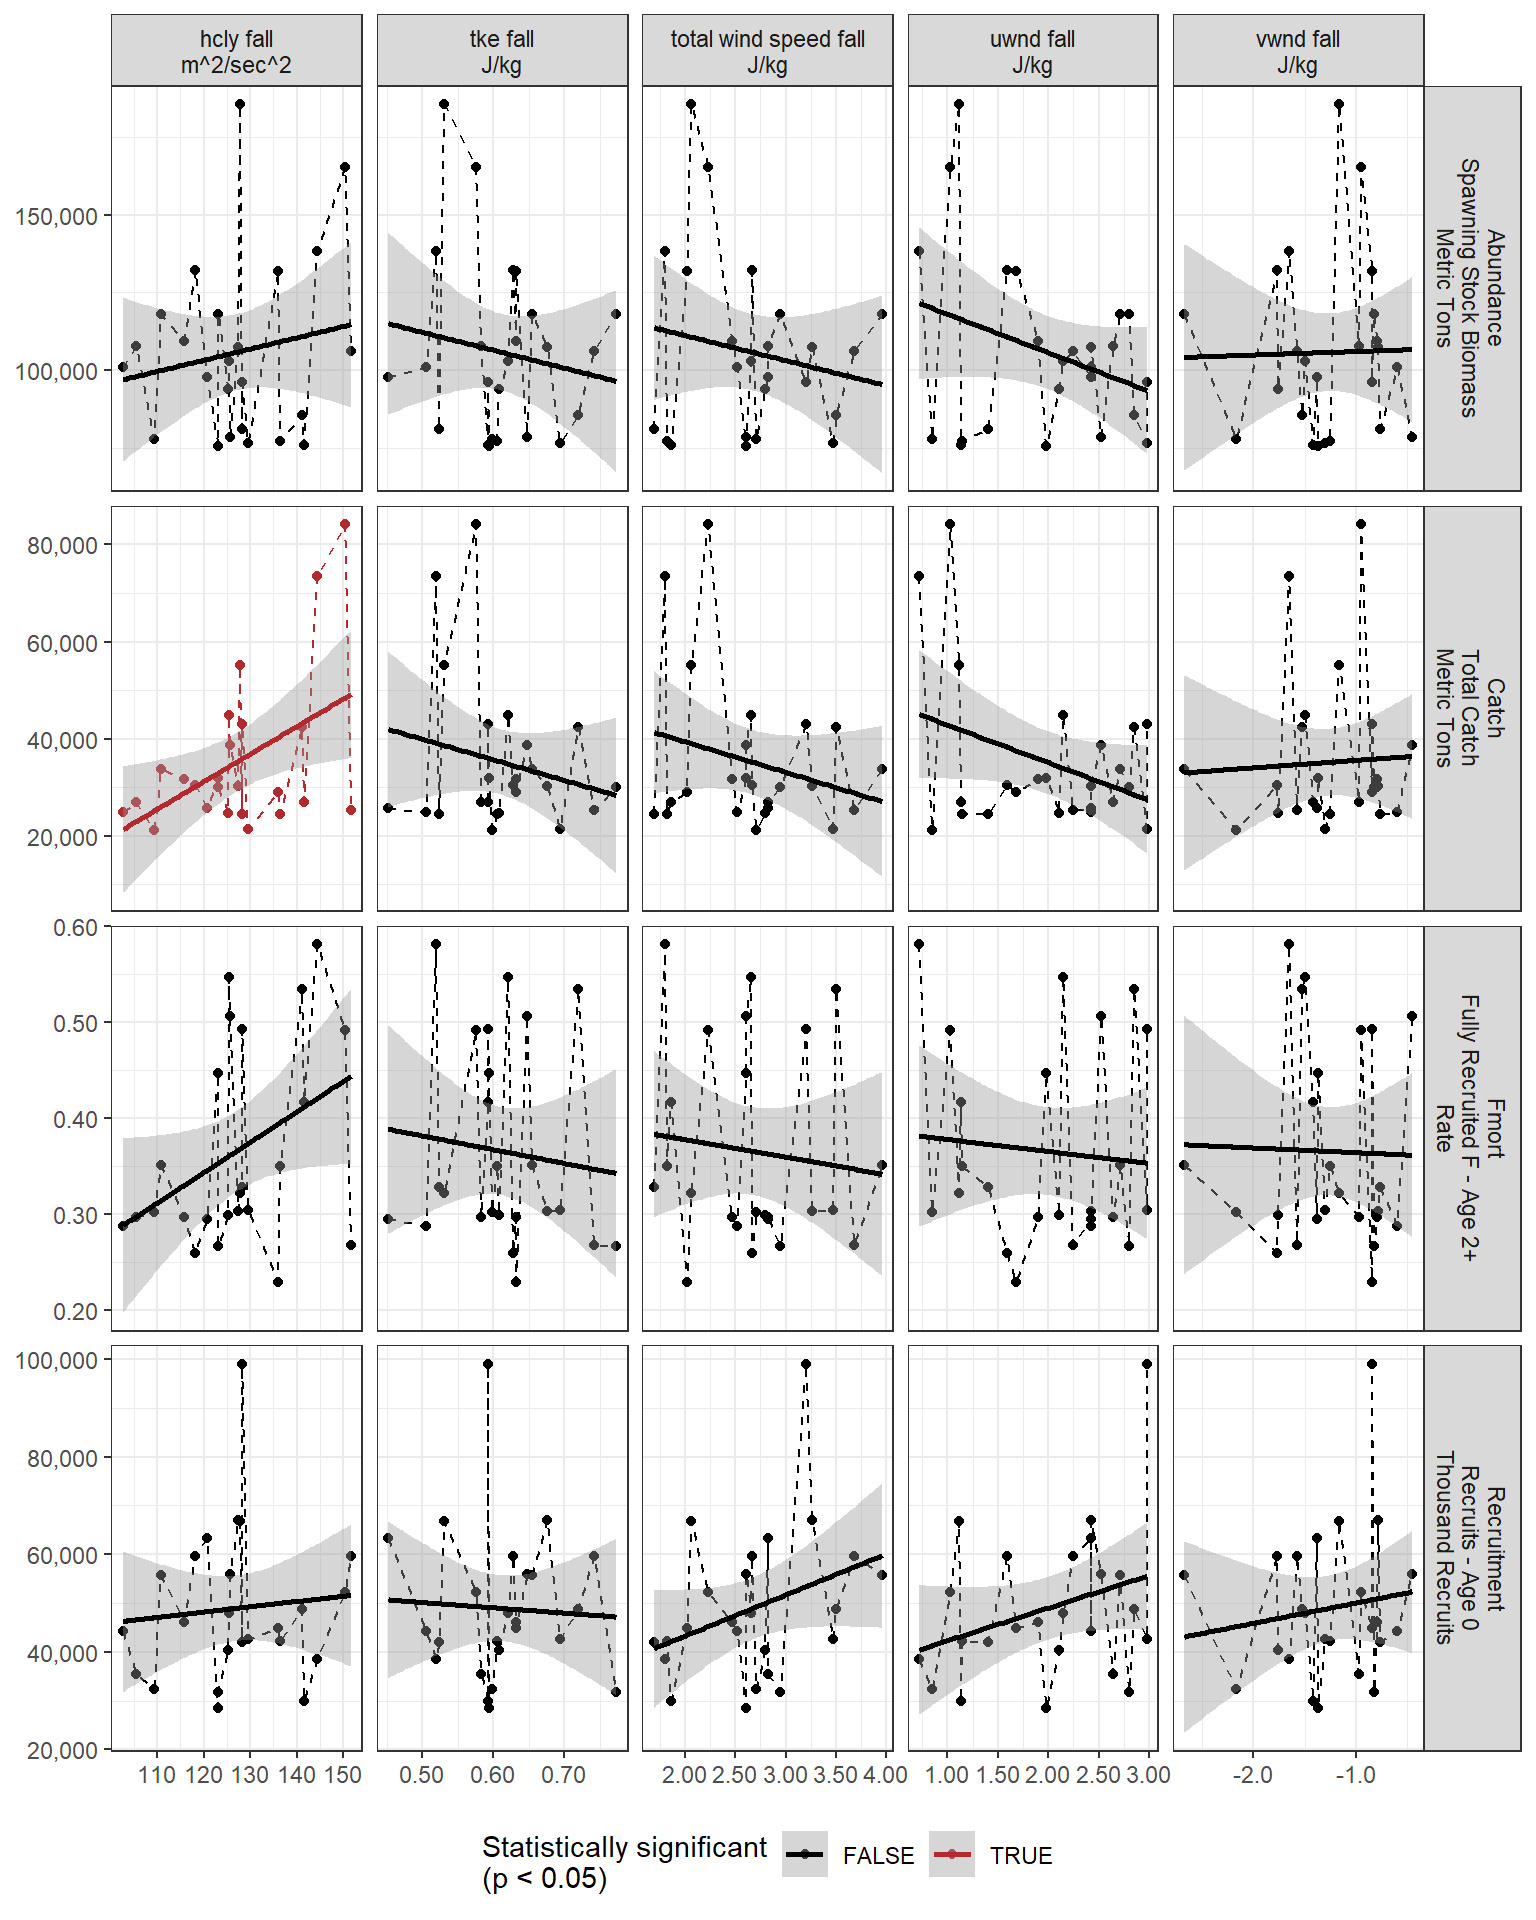 hcly fall
m^2/sec^2
tke fall
J/kg
total wind speed fall
J/kg
uwnd fall
J/kg
vwnd fall
J/kg
150,000
100,000
Abundance
Spawning Stock Biomass
Metric Tons
80,000
60,000
40,000
20,000
Catch
Total Catch
Metric Tons
0.60
0.50
0.40
0.30
0.20
Fmort
Fully Recruited F - Age 2+
Rate
100,000
80,000
60,000
40,000
20,000
Recruitment
Recruits - Age 0
Thousand Recruits
110 120 130 140 150
0.50 0.60 0.70
2.00 2.50 3.00 3.50 4.00
1.00 1.50 2.00 2.50 3.00
-2.0 -1.0
Statistically significant
(p < 0.05)
FALSE
TRUE